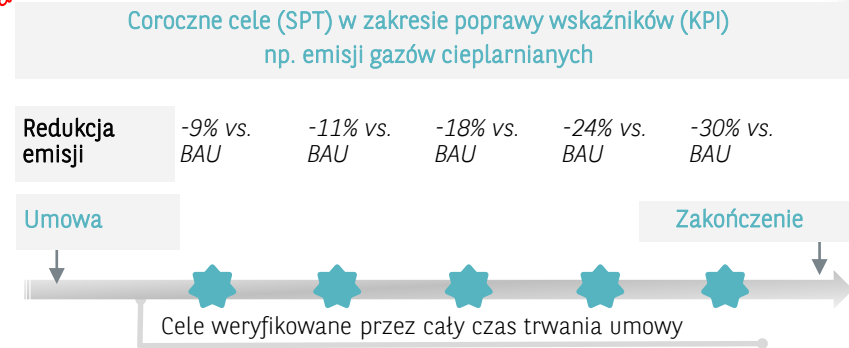 Coroczne cele (SPT) w zakresie poprawy wskaźników (KPI)
np. emisji gazów cieplarnianych
Redukcja emisji
-9% vs. BAU
-11% vs. BAU
-18% vs. BAU
-24% vs. BAU
-30% vs. BAU
Umowa
Zakończenie
Cele weryfikowane przez cały czas trwania umowy